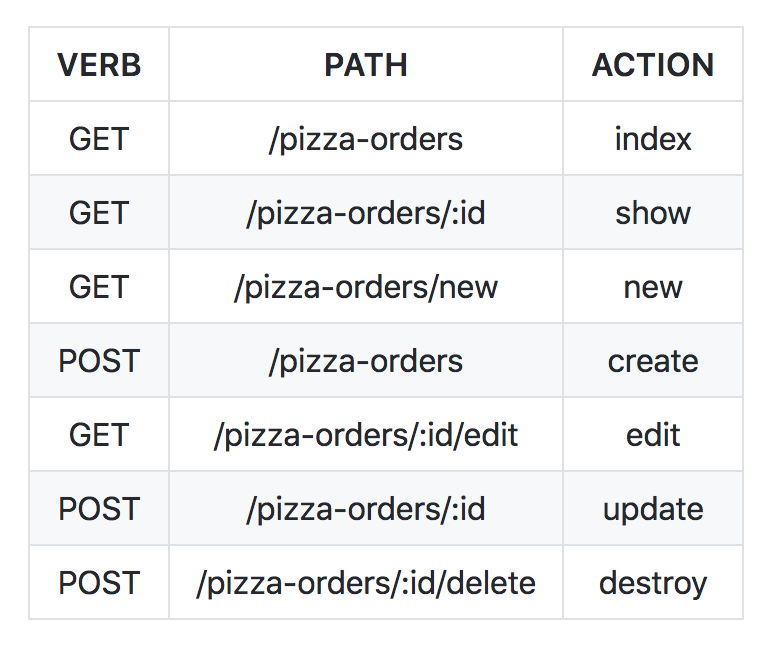 VERB PATH ACTION
GET /pizza-orders index
GET /pizza-orders/:id show
GET /pizza-orders/new new
POST /pizza-orders create
GET /pizza-orders/:id/edit edit
POST /pizza-orders/:id update
POST /pizza-orders/:id/delete destroy